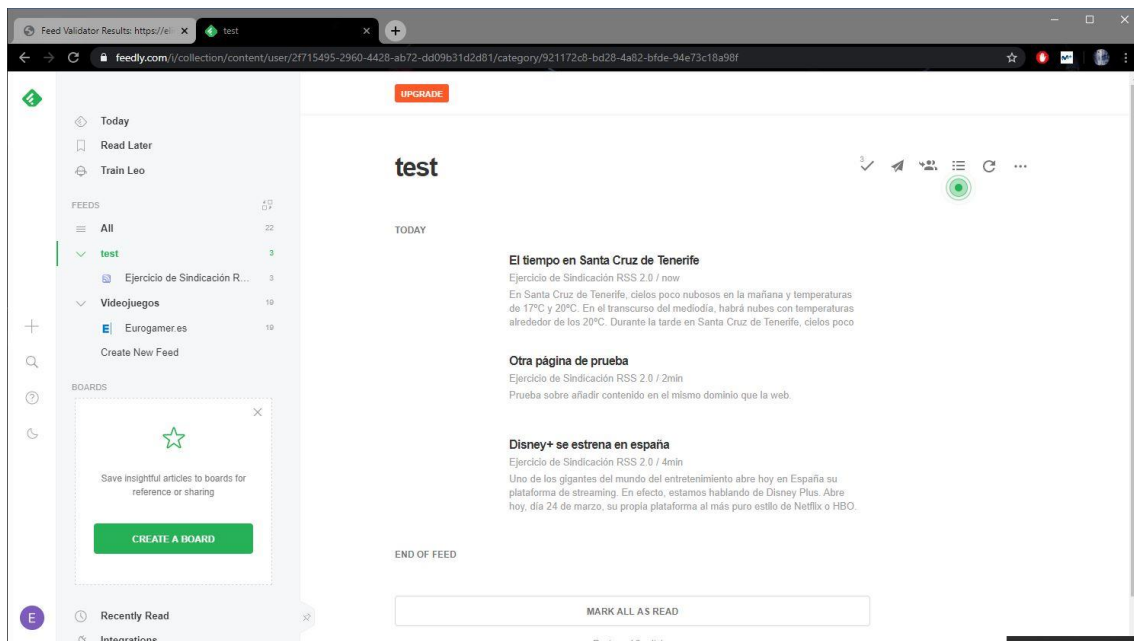 Feed Validator Results: https://el
test
feedly.com/i/collection/content/user/2f715495-2960-4428-ab72-dd09b31d2d81/category/921172c8-bd28-4a82-bfde-94e73c18a98f
UPGRADE
Today
Read Later
Train Leo
FEEDS
All 22
test 3
Ejercicio de Sindicación R... 3
Videojuegos 19
E Eurogamer.es 19
Create New Feed
BOARDS
Save insightful articles to boards for
reference or sharing
CREATE A BOARD
Recently Read
Integrations
E
test
3
TODAY
El tiempo en Santa Cruz de Tenerife
Ejercicio de Sindicación RSS 2.0 / now
En Santa Cruz de Tenerife, cielos poco nubosos en la mañana y temperaturas
de 17ºC y 20ºC. En el transcurso del mediodía, habrá nubes con temperaturas
alrededor de los 20ºC. Durante la tarde en Santa Cruz de Tenerife, cielos poco
Otra página de prueba
Ejercicio de Sindicación RSS 2.0 / 2min
Prueba sobre añadir contenido en el mismo dominio que la web.
Disney+ se estrena en españa
Ejercicio de Sindicación RSS 2.0 / 4min
Uno de los gigantes del mundo del entretenimiento abre hoy en España su
plataforma de streaming. En efecto, estamos hablando de Disney Plus. Abre
hoy, día 24 de marzo, su propia plataforma al más puro estilo de Netflix o HBO.
END OF FEED
MARK ALL AS READ